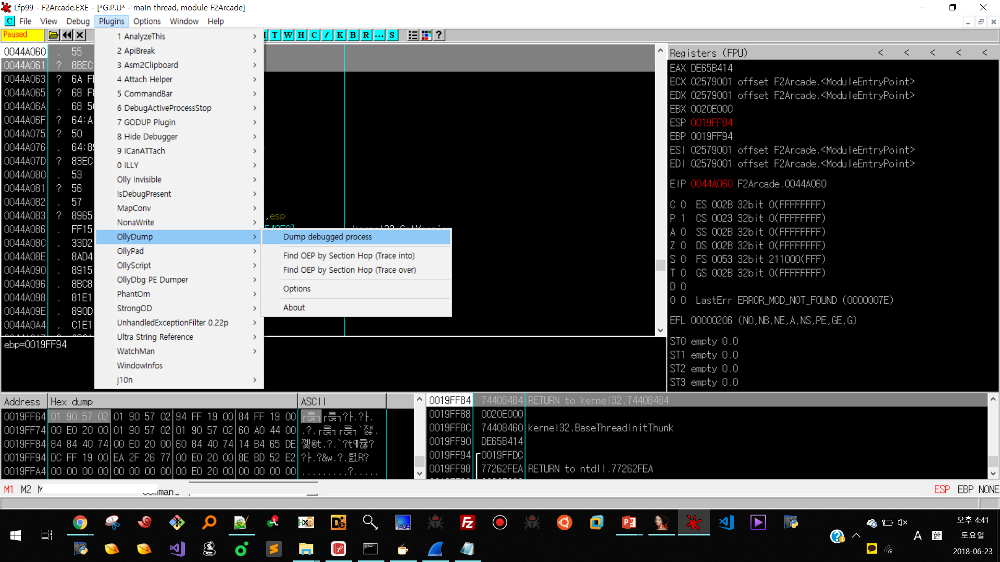 Lfp99 - F2Arcade.EXE - [*G.P.U* - main thread, module F2Arcade]
C File View Debug Plugins Options Window Help
Paused
T W H C / K B R ... S ?
1 AnalyzeThis
2 ApiBreak
3 Asm2Clipboard
4 Attach Helper
5 CommandBar
6 DebugActiveProcessStop
7 GODUP Plugin
8 Hide Debugger
9 ICanATTach
0 ILLY
Olly Invisible
IsDebugPresent
MapConv
NonaWrite
OllyDump
OllyPad
OllyScript
OllyDbg PE Dumper
PhantOm
StrongOD
UnhandledExceptionFilter 0.22p
Ultra String Reference
WatchMan
WindowInfos
j10n
Dump debugged process
Find OEP by Section Hop (Trace into)
Find OEP by Section Hop (Trace over)
Options
About
0044A060 . 55
0044A061 ? 8BEC
0044A063 ? 6A
0044A065 ? 68
0044A06A . 68
0044A06F ? 64:
0044A075 ? 50
0044A076 . 64:
0044A07D ? 83EC
0044A080 . 53
0044A081 ? 56
0044A082 . 57
0044A083 ? 8965 ,esp
0044A086 . FF15
0044A08C . 33D2
0044A08E . 8AD4
0044A090 . 8915
0044A096 . 8BC8
0044A098 . 81E1
0044A09E . 890D
0044A0A4 . C1E1
ebp=0019FF94
Registers (FPU) < < < < <
EAX DE65B414
ECX 02579001 offset F2Arcade.<ModuleEntryPoint>
EDX 02579001 offset F2Arcade.<ModuleEntryPoint>
EBX 0020E000
ESP 0019FF84
EBP 0019FF94
ESI 02579001 offset F2Arcade.<ModuleEntryPoint>
EDI 02579001 offset F2Arcade.<ModuleEntryPoint>
EIP 0044A060 F2Arcade.0044A060
C 0 ES 002B 32bit 0(FFFFFFFF)
P 1 CS 0023 32bit 0(FFFFFFFF)
A 0 SS 002B 32bit 0(FFFFFFFF)
Z 0 DS 002B 32bit 0(FFFFFFFF)
S 0 FS 0053 32bit 211000(FFF)
T 0 GS 002B 32bit 0(FFFFFFFF)
D 0
O 0 LastErr ERROR_MOD_NOT_FOUND (0000007E)
EFL 00000206 (NO,NB,NE,A,NS,PE,GE,G)
ST0 empty 0.0
ST1 empty 0.0
ST2 empty 0.0
ST3 empty 0.0
Address Hex dump ASCII
0019FF64 01 90 57 02 01 90 57 02 94 FF 19 00 84 FF 19 00
0019FF74 00 E0 20 00 01 90 57 02 01 90 57 02 60 A0 44 00
0019FF84 84 84 40 74 00 E0 20 00 60 84 40 74 14 B4 65 DE
0019FF94 DC FF 19 00 EA 2F 26 77 00 E0 20 00 8E BD 52 E2
0019FFA4 00 00 00 00 00 00 00 00 00 E0 20 00 00 00 00 00 .........?.....
0019FF84 74408484 RETURN to kernel32.74408484
0019FF88 0020E000
0019FF8C 74408460 kernel32.BaseThreadInitThunk
0019FF90 DE65B414
0019FF94 0019FFDC
0019FF98 77262FEA RETURN to ntdll.77262FEA
M1 M2 Command ESP EBP NONE
오후 4:41
A 한 토요일
2018-06-23